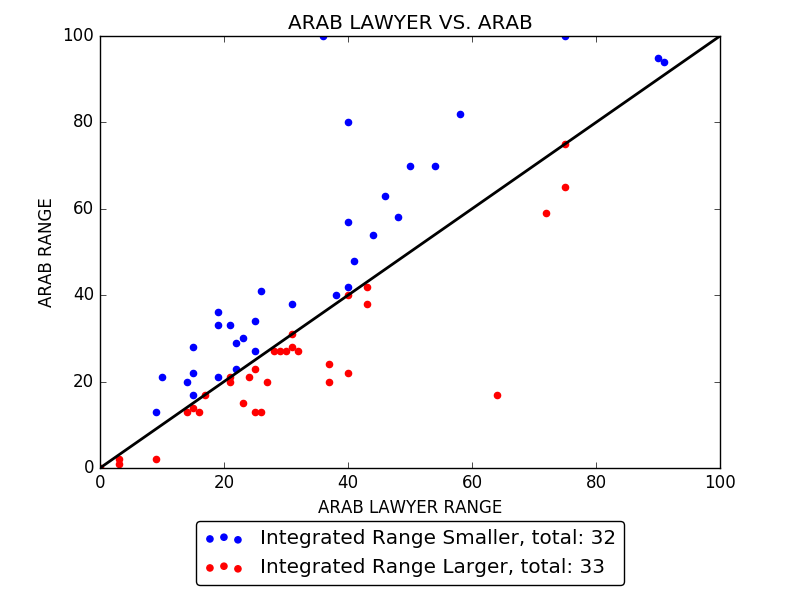 ARAB LAWYER VS. ARAB
100
80
60
40
20
0
ARAB RANGE
0 20 40 60 80 100
ARAB LAWYER RANGE
Integrated Range Smaller, total: 32
Integrated Range Larger, total: 33